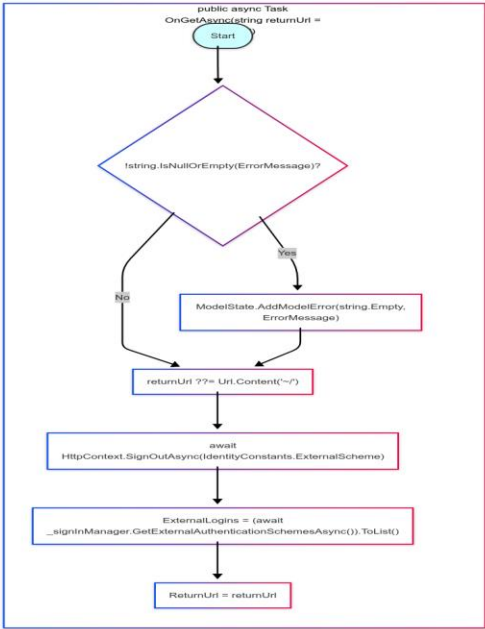 public async Task
OnGetAsync(string returnUrl =
)
Start
!string.IsNullOrEmpty(ErrorMessage)?
Yes
No
ModelState.AddModelError(string.Empty,
ErrorMessage)
returnUrl ??= Url.Content('~/')
await
HttpContext.SignOutAsync(IdentityConstants.ExternalScheme)
ExternalLogins = (await
_signInManager.GetExternalAuthenticationSchemesAsync()).ToList()
ReturnUrl = returnUrl